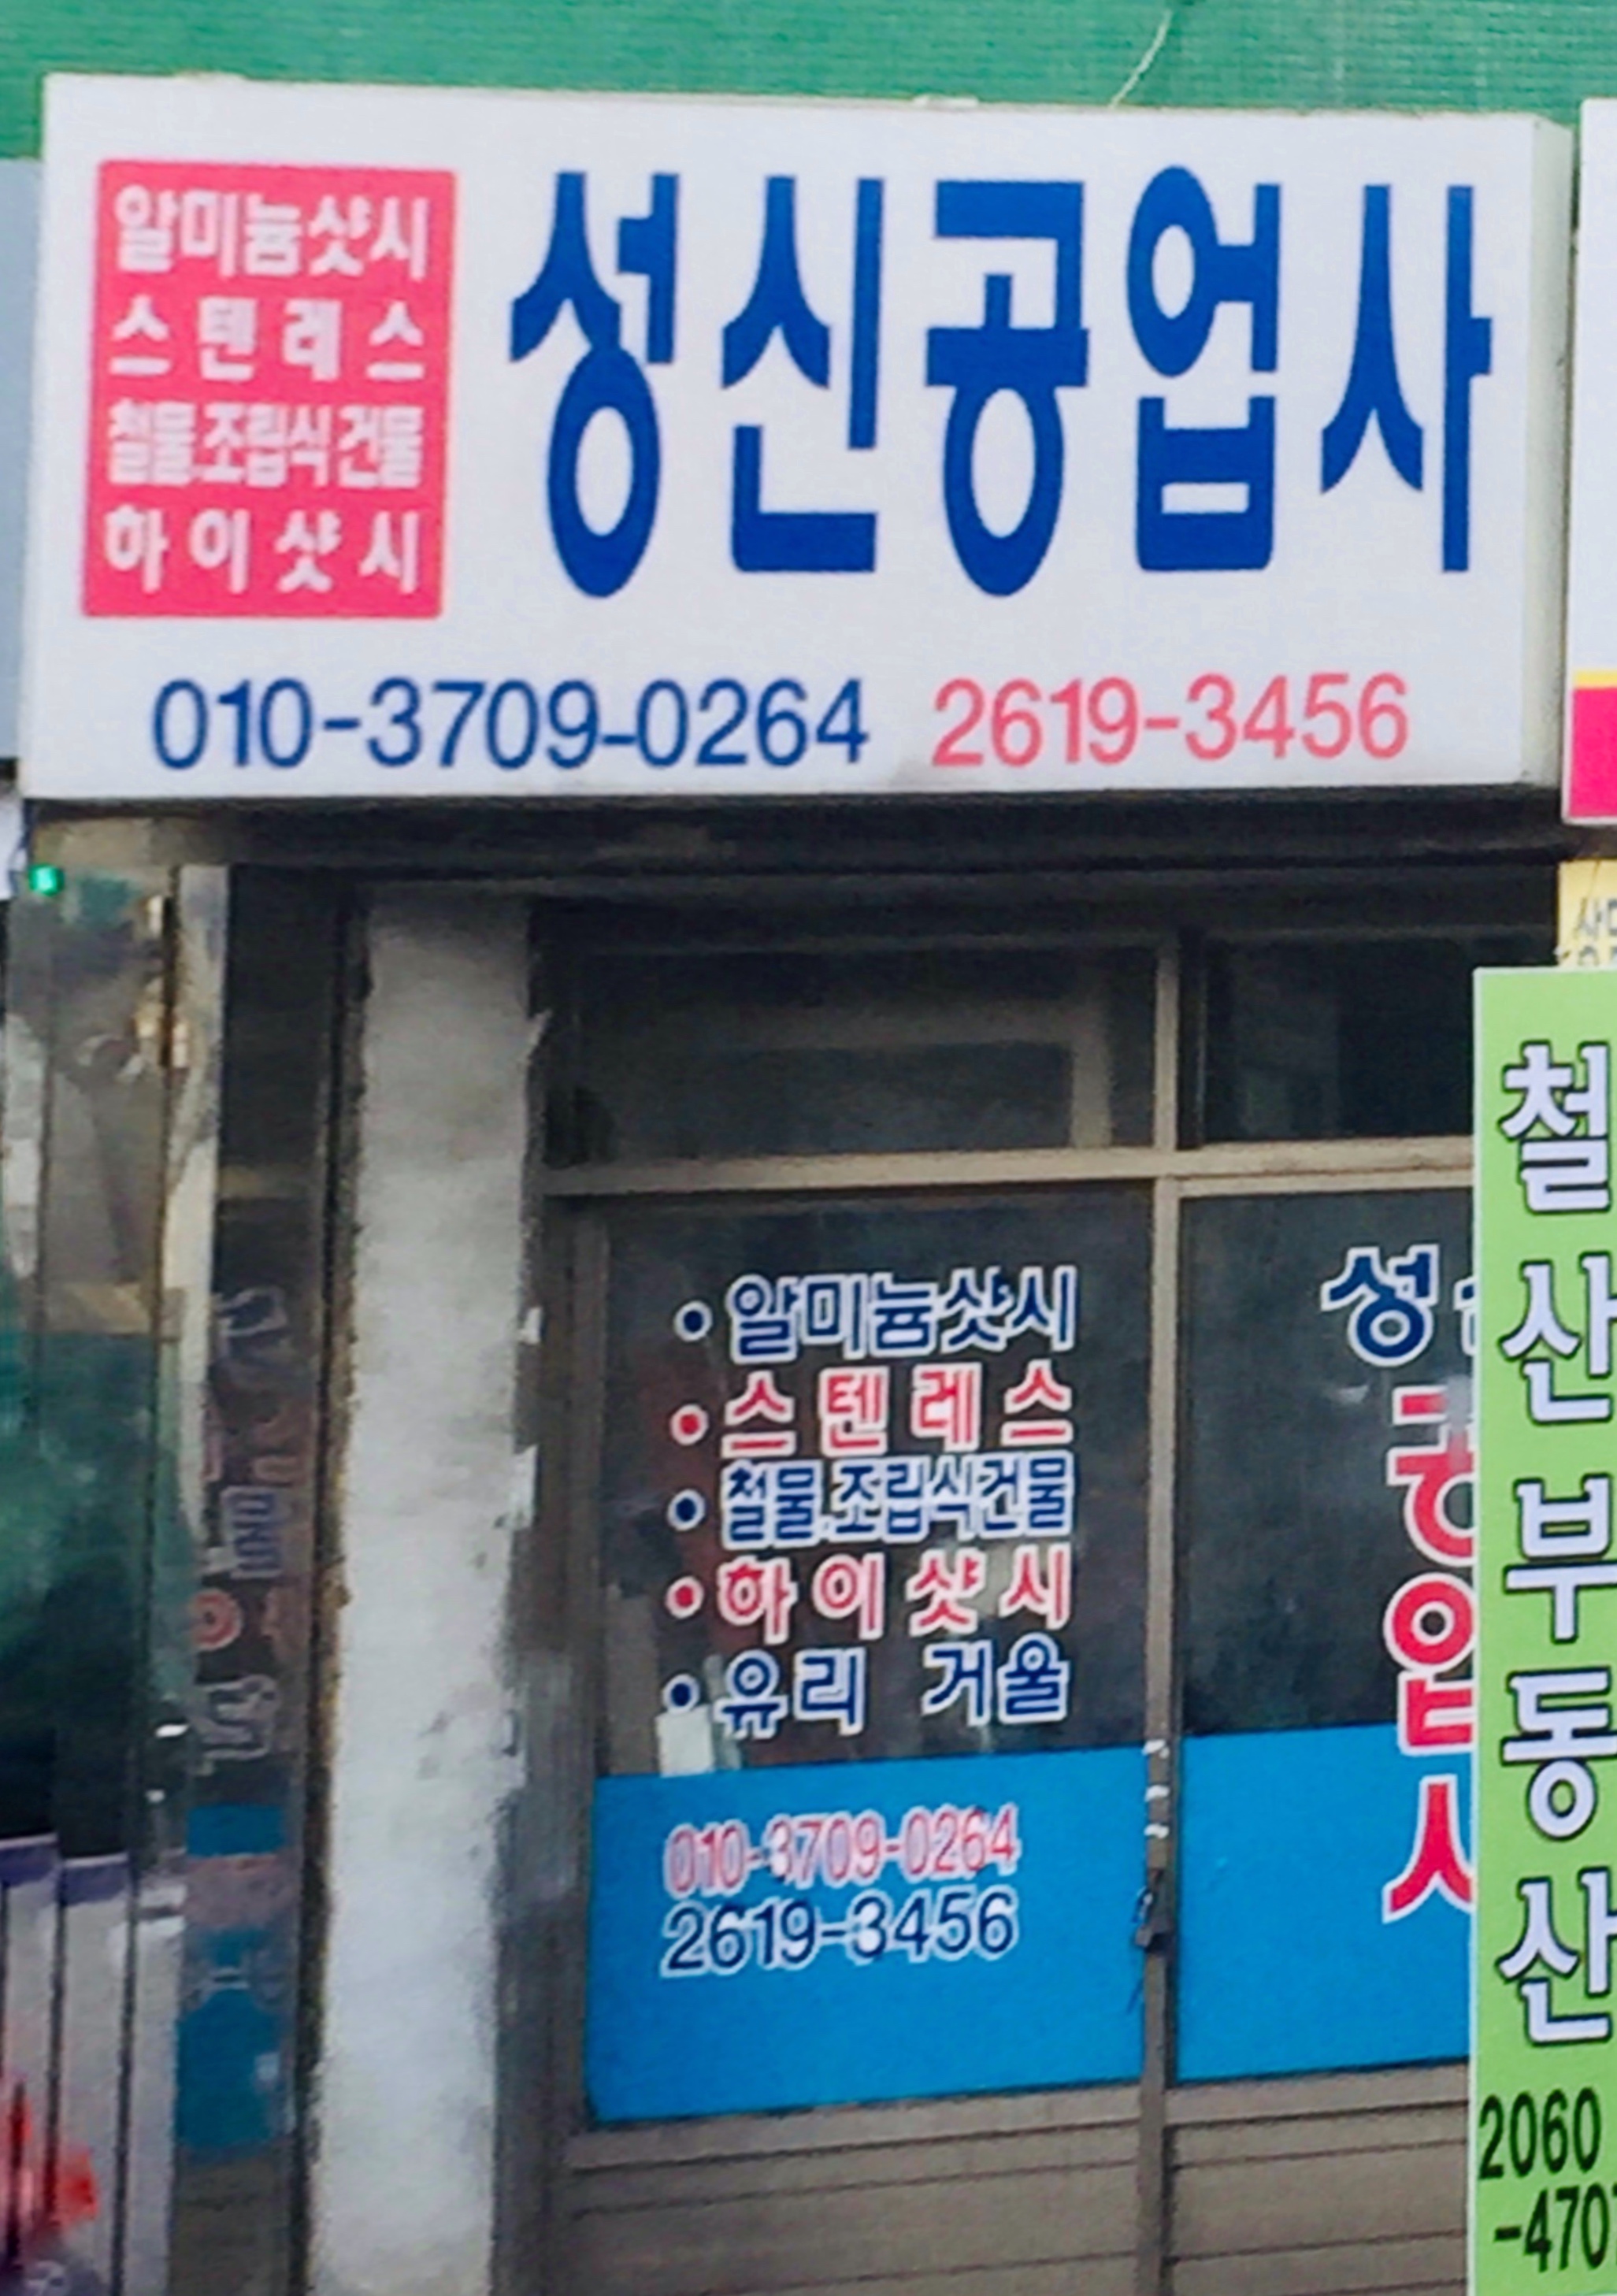 알미늄샷시
스텐레스
철물.조립식건물
하이샷시
성신공업사
010-3709-0264 2619-3456
• 알미늄샷시
• 스텐레스
• 철물.조립식건물
• 하이샷시
• 유리 거울
010-3709-0264
2619-3456
성
업
철산부동산
2060
-470